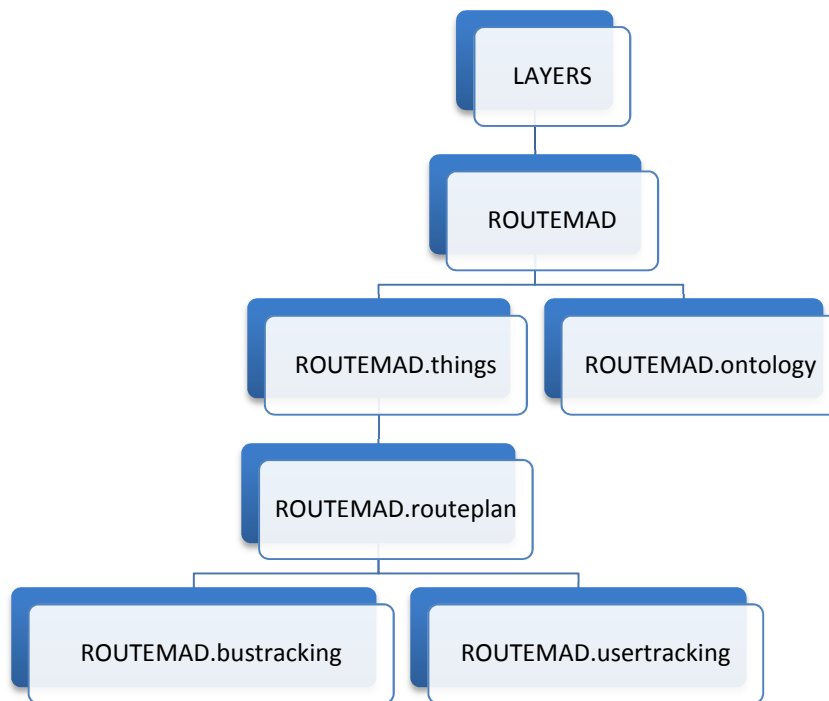 LAYERS
ROUTEMAD
ROUTEMAD.things
ROUTEMAD.ontology
ROUTEMAD.routeplan
ROUTEMAD.bustracking
ROUTEMAD.usertracking